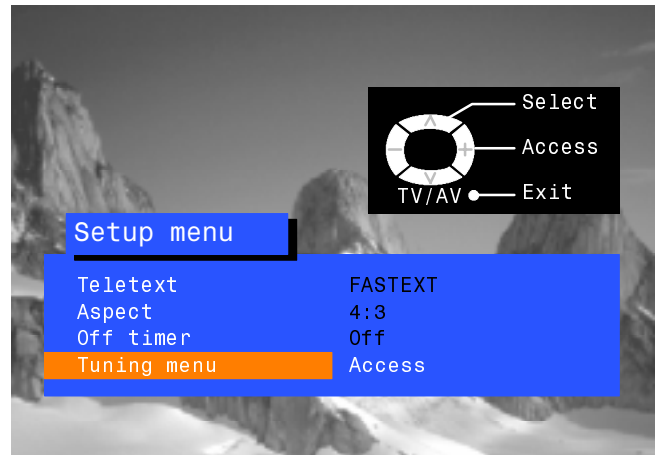 Select
Access
TV/AV Exit
Setup menu
Teletext FASTEXT
Aspect 4:3
Off timer Off
Tuning menu Access